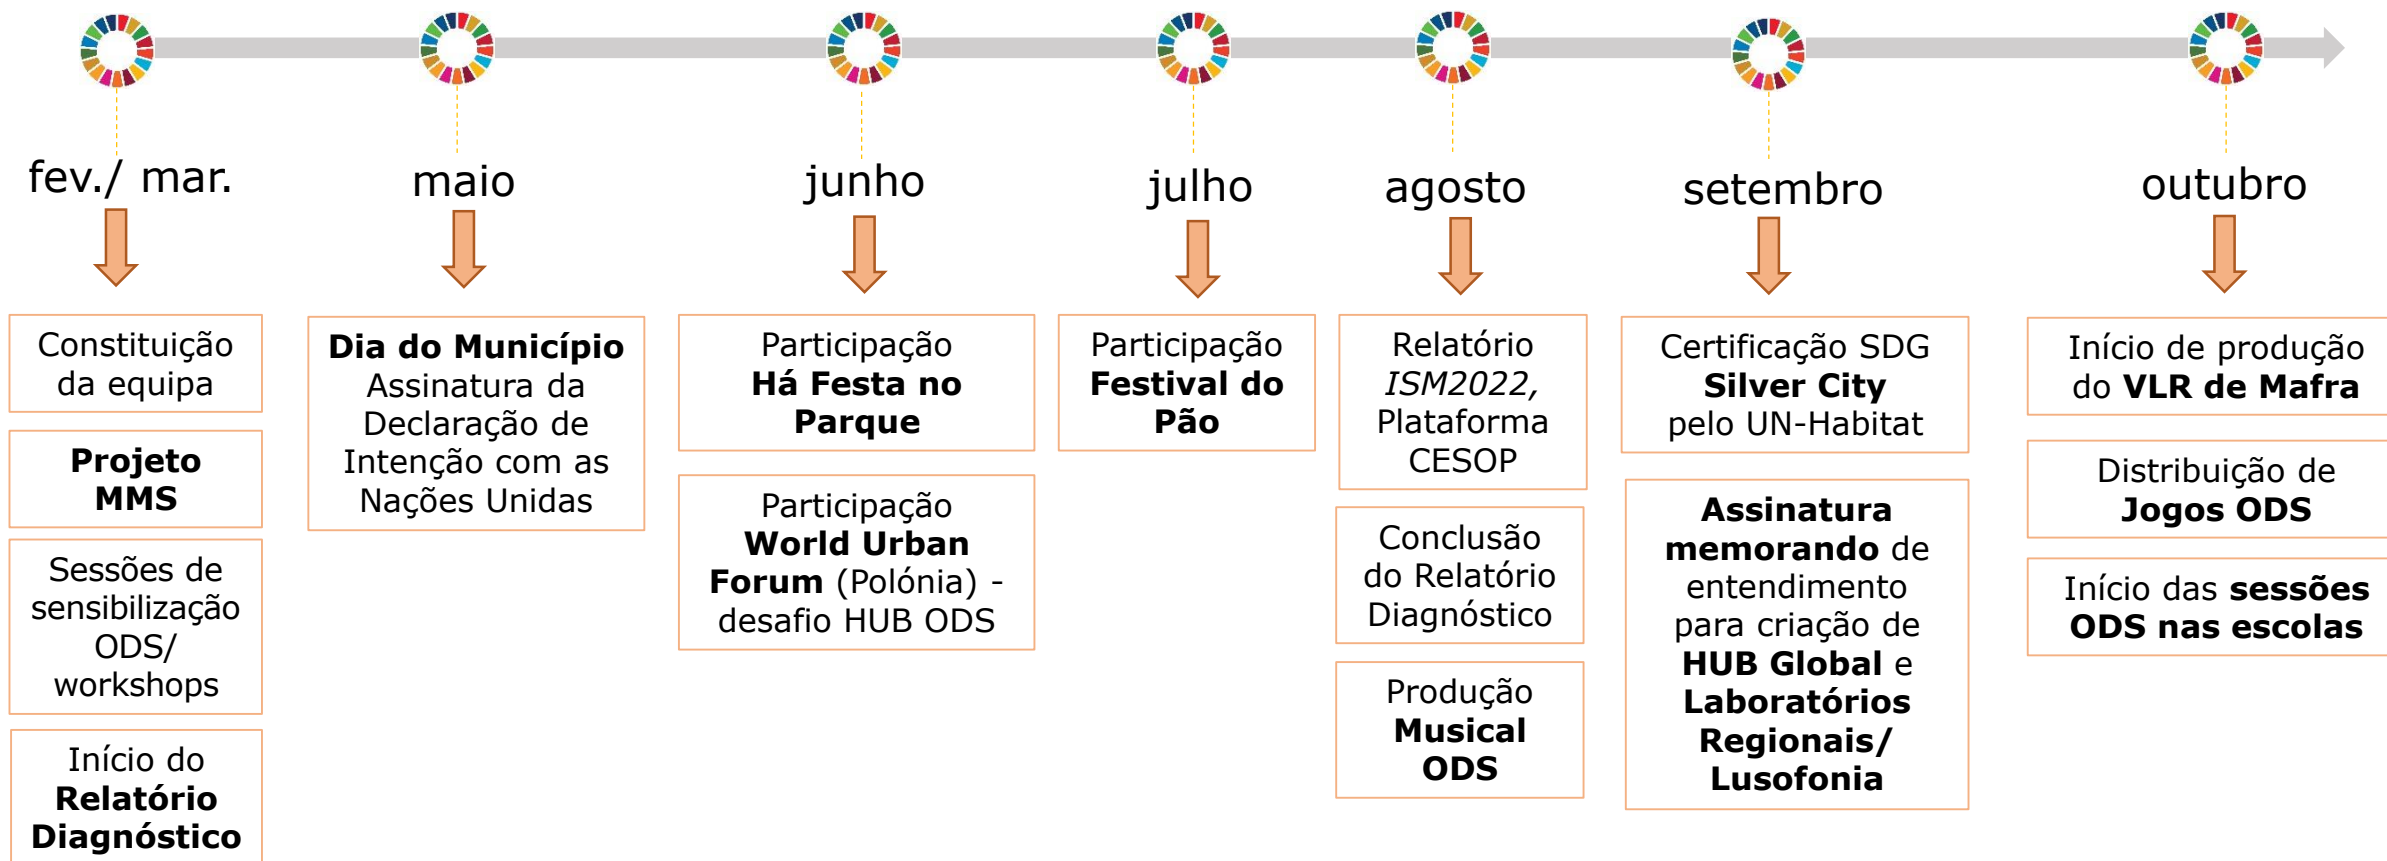 fev./ mar.
maio
junho
julho
agosto
setembro
outubro
Constituição
da equipa
Projeto
MMS
Sessões de
sensibilização
ODS/
workshops
Início do
Relatório
Diagnóstico
Dia do Município
Assinatura da
Declaração de
Intenção com as
Nações Unidas
Participação
Há Festa no
Parque
Participação
World Urban
Forum (Polónia) -
desafio HUB ODS
Participação
Festival do
Pão
Relatório
ISM2022,
Plataforma
CESOP
Conclusão
do Relatório
Diagnóstico
Produção
Musical
ODS
Certificação SDG
Silver City
pelo UN-Habitat
Assinatura
memorando de
entendimento
para criação de
HUB Global e
Laboratórios
Regionais/
Lusofonia
Início de produção
do VLR de Mafra
Distribuição de
Jogos ODS
Início das sessões
ODS nas escolas